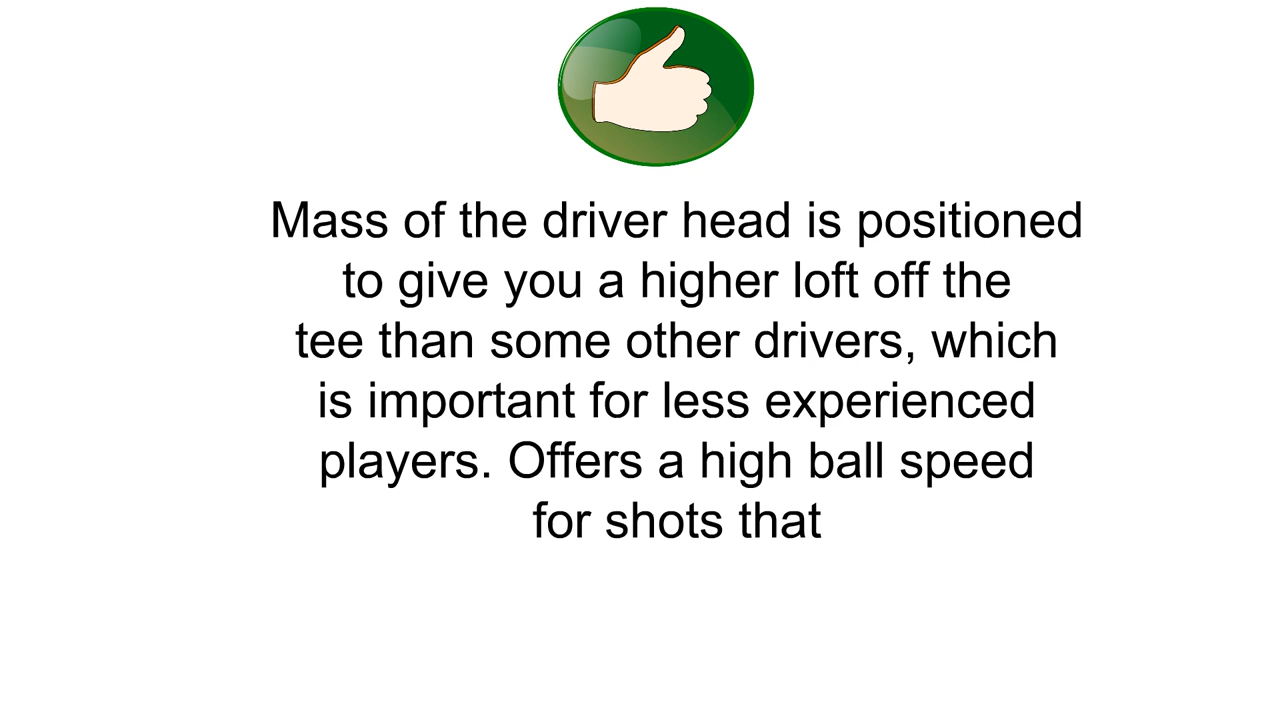 Mass of the driver head is positioned
to give you a higher loft off the
tee than some other drivers, which
is important for less experienced
players. Offers a high ball speed
for shots that